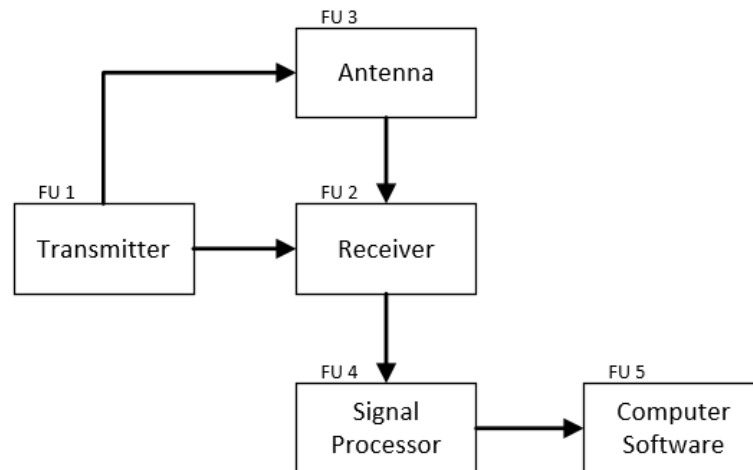 FU 3
Antenna
FU 1
Transmitter
FU 2
Receiver
FU 4
Signal
Processor
FU 5
Computer
Software